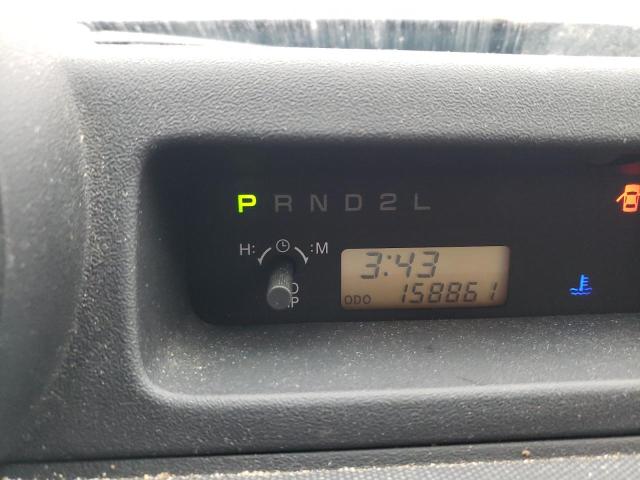 P R N D 2 L
H: :M
3:43
ODO 158861